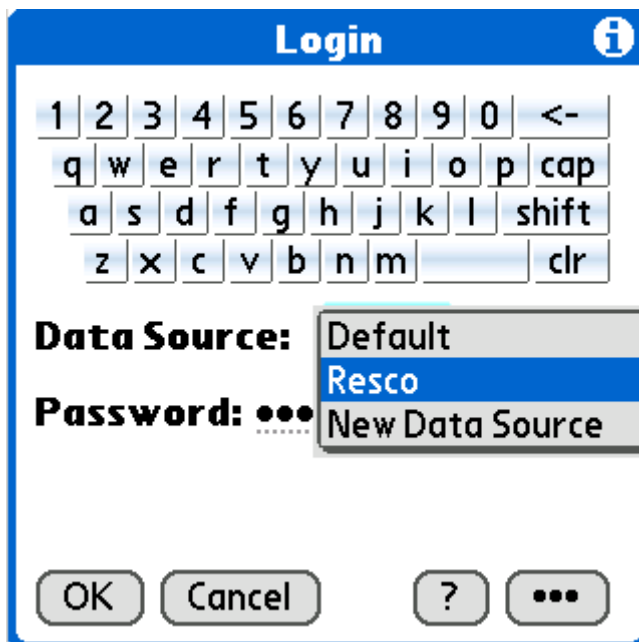 Login i
1 2 3 4 5 6 7 8 9 0 <-
q w e r t y u i o p cap
a s d f g h j k l shift
z x c v b n m clr
Data Source: Default
Resco
Password: ••• New Data Source
OK Cancel ? •••